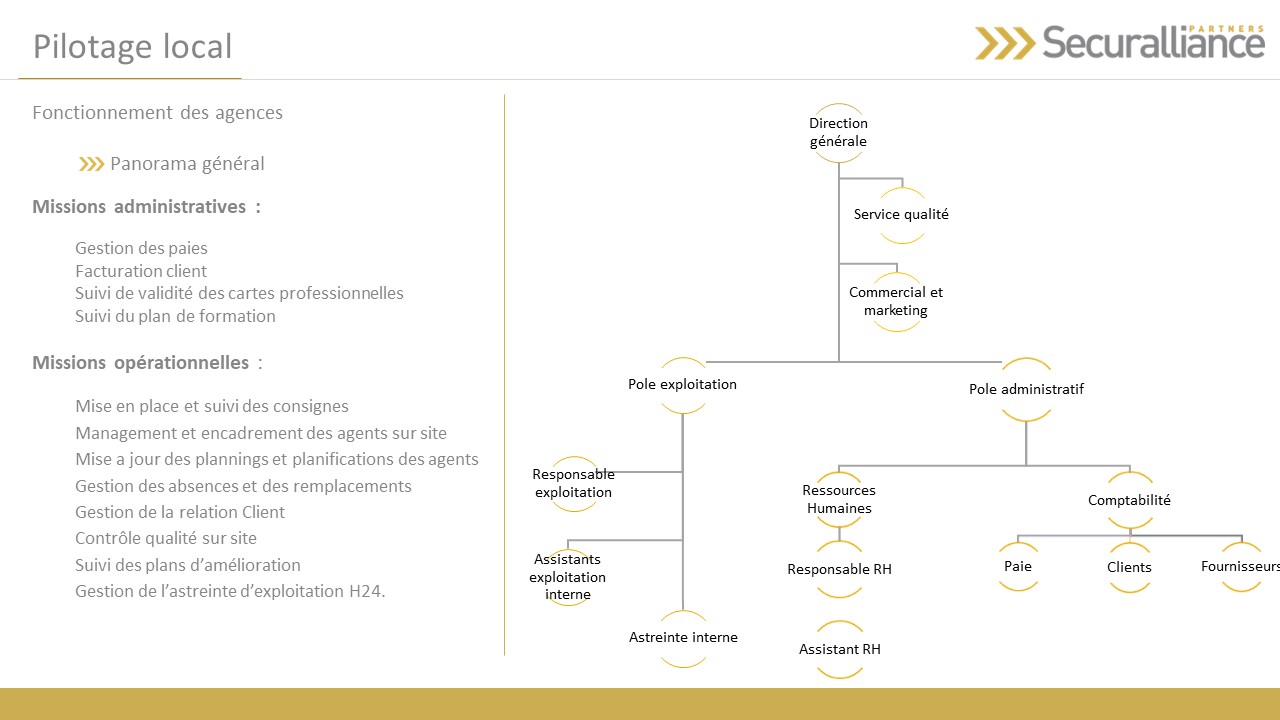 Pilotage local
PARTNERS
Securalliance
Fonctionnement des agences
Panorama général
Missions administratives :
Gestion des paies
Facturation client
Suivi de validité des cartes professionnelles
Suivi du plan de formation
Missions opérationnelles :
Mise en place et suivi des consignes
Management et encadrement des agents sur site
Mise a jour des plannings et planifications des agents
Gestion des absences et des remplacements
Gestion de la relation Client
Contrôle qualité sur site
Suivi des plans d’amélioration
Gestion de l’astreinte d’exploitation H24.
Direction
générale
Service qualité
Commercial et
marketing
Pole exploitation
Pole administratif
Responsable
exploitation
Assistants
exploitation
interne
Astreinte interne
Ressources
Humaines
Responsable RH
Assistant RH
Comptabilité
Paie
Clients
Fournisseurs